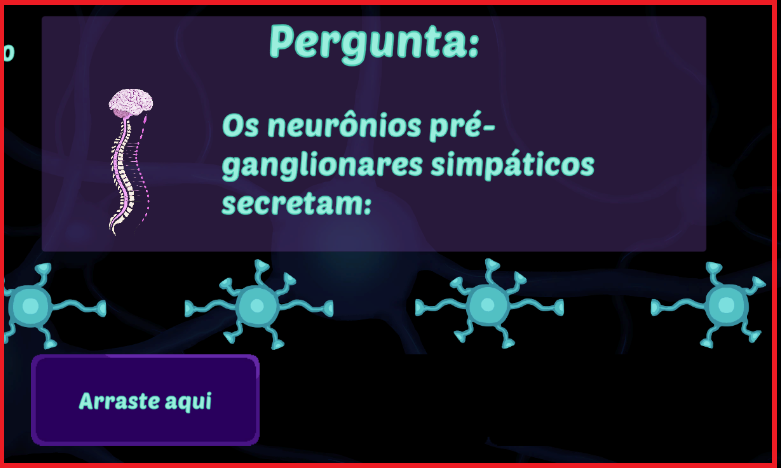 Pergunta:
o
Os neurônios pré-
ganglionares simpáticos
secretam:
Arraste aqui